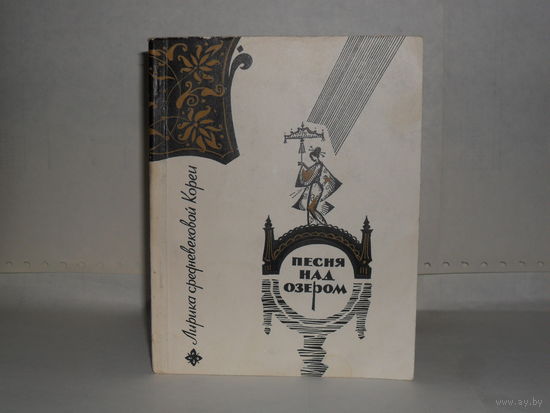 Лирика средневековой Кореи
ПЕСНЯ
НАД
ОЗЕРОМ
www.ay.by